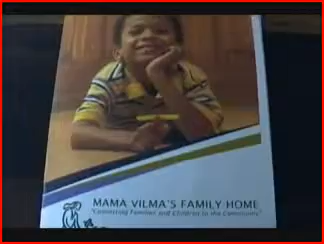 MAMA VILMA'S FAMILY HOME
"Connecting Families and Children to the Community"